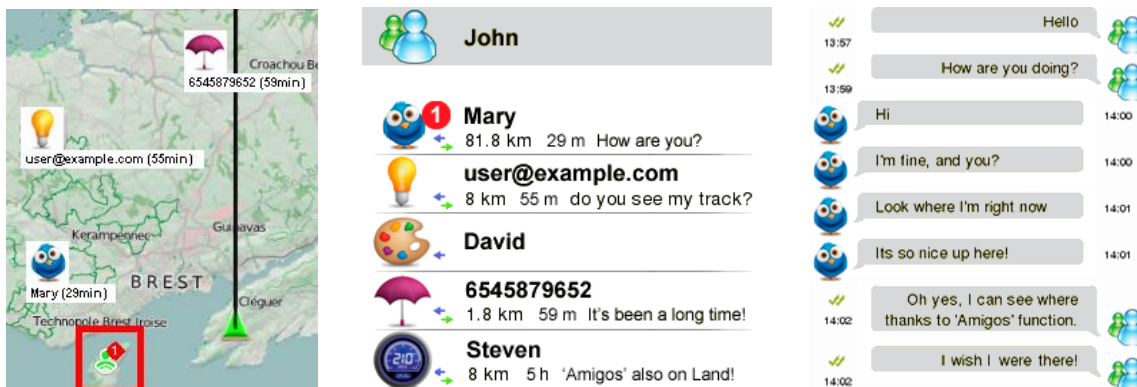 Croachou Be
6545879652 (59min)
user@example.com (55min)
Kerampennec
Guipavas
Mary (29min)
BREST
Cléguer
Technopole Brest Iroise
1
John
1
Mary
81.8 km 29 m How are you?
user@example.com
8 km 55 m do you see my track?
David
6545879652
1.8 km 59 m It's been a long time!
210
Steven
8 km 5h ‘Amigos’ also on Land!
Hello
13:57
How are you doing?
13:59
Hi
14:00
I'm fine, and you?
14:00
Look where I'm right now
14:01
Its so nice up here!
14:01
Oh yes, I can see where
thanks to 'Amigos' function.
14:02
I wish I were there!
14:02